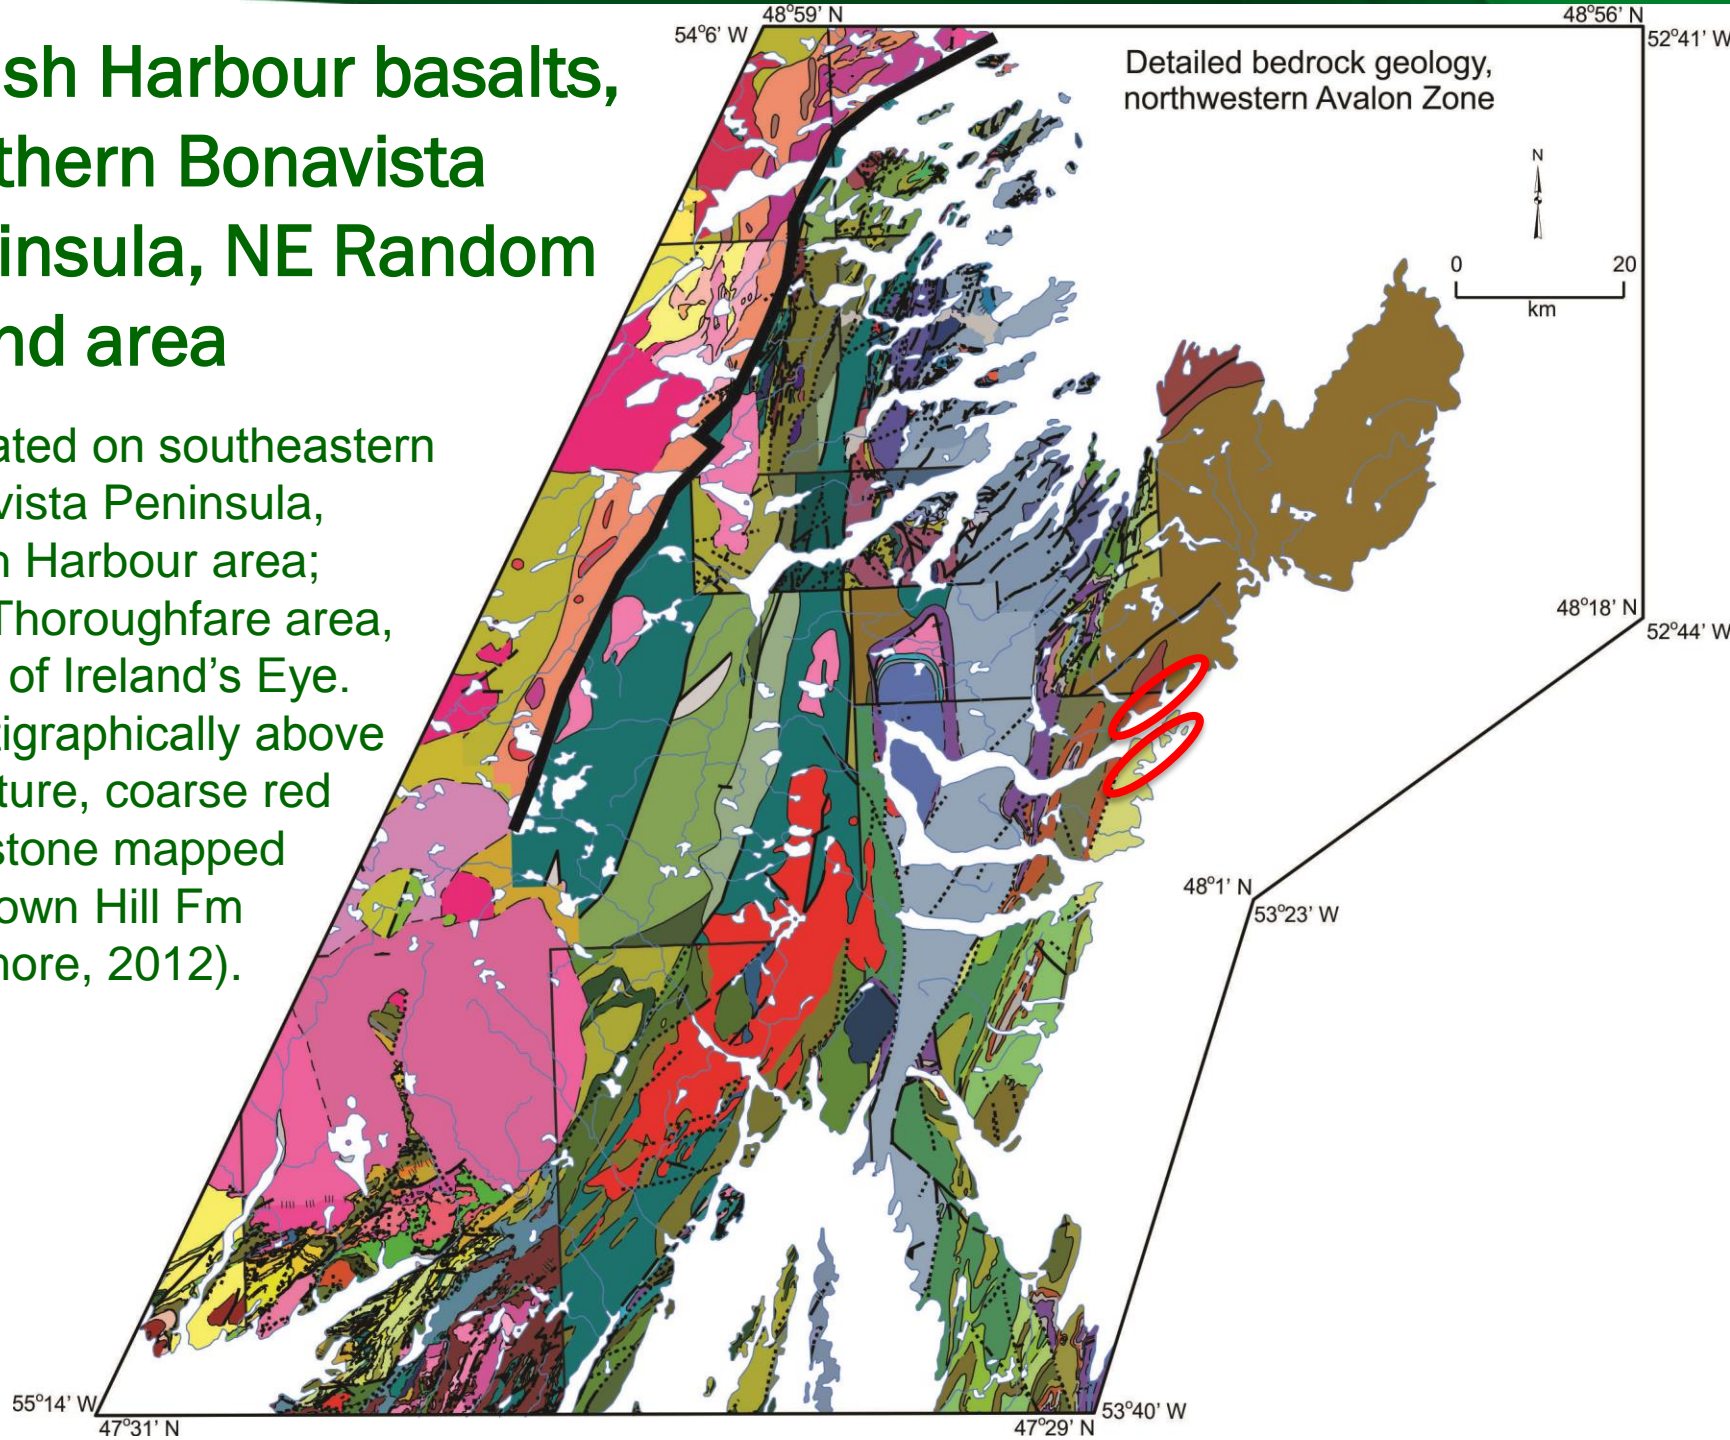 sh Harbour basalts,
thern Bonavista
insula, NE Random
nd area
ated on southeastern
vista Peninsula,
n Harbour area;
Thoroughfare area,
of Ireland's Eye.
tigraphically above
ture, coarse red
stone mapped
own Hill Fm
nore, 2012).
48°59' N
54°6' W
48°56' N
52°41' W
Detailed bedrock geology,
northwestern Avalon Zone
N
0 20
km
48°18' N
52°44' W
48°1' N
53°23' W
55°14' W
47°31' N
53°40' W
47°29' N